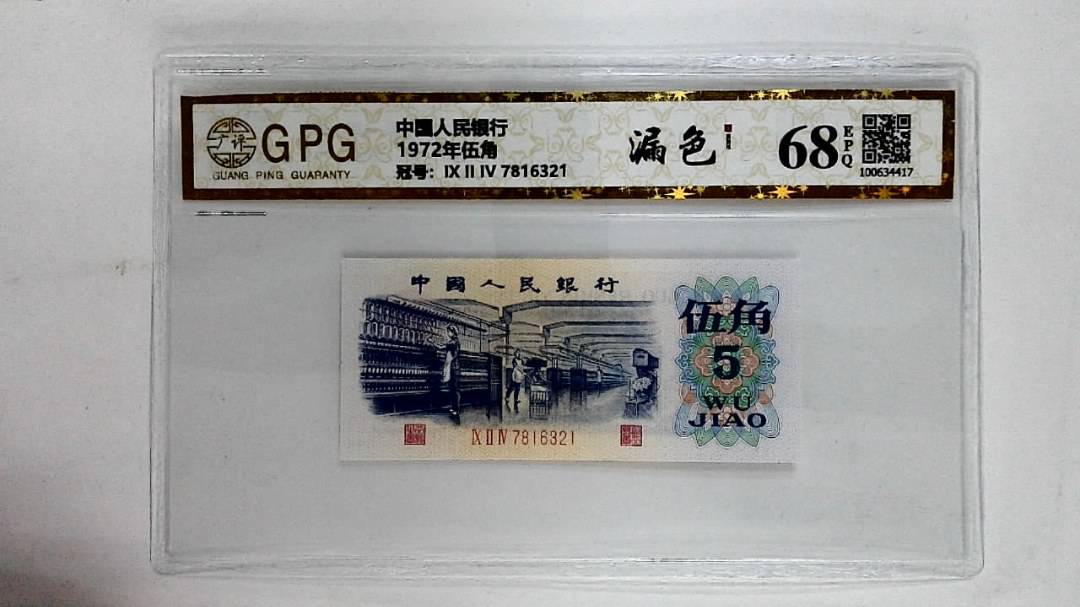 广评
GPG
GUANG PING GUARANTY
中国人民银行
1972年伍角
冠号: IX II IV 7816321
漏色
68
EPQ
100634417
中國人民銀行
伍角
5
WU
JIAO
IX II IV 7816321